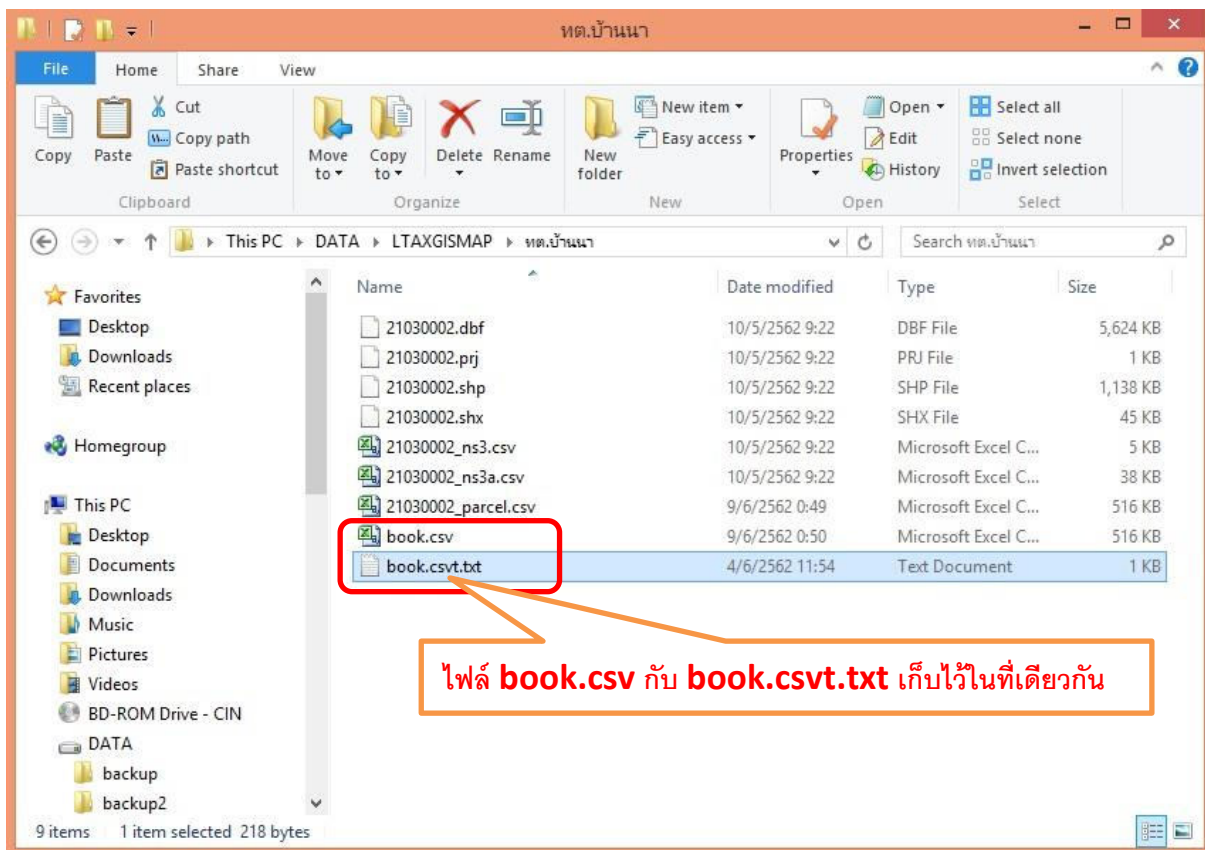 ทต.บ้านนา
File Home Share View
Copy
Paste
Cut
Copy path
Paste shortcut
Clipboard
Move to
Copy to
Delete
Rename
Organize
New folder
New item
Easy access
New
Properties
Open
Edit
History
Open
Select all
Select none
Invert selection
Select
This PC DATA LTAXGISMAP ทต.บ้านนา
Search ทต.บ้านนา
Favorites
Desktop
Downloads
Recent places
Homegroup
This PC
Desktop
Documents
Downloads
Music
Pictures
Videos
BD-ROM Drive - CIN
DATA
backup
backup2
Name Date modified Type Size
21030002.dbf 10/5/2562 9:22 DBF File 5,624 KB
21030002.prj 10/5/2562 9:22 PRJ File 1 KB
21030002.shp 10/5/2562 9:22 SHP File 1,138 KB
21030002.shx 10/5/2562 9:22 SHX File 45 KB
21030002_ns3.csv 10/5/2562 9:22 Microsoft Excel C... 5 KB
21030002_ns3a.csv 10/5/2562 9:22 Microsoft Excel C... 38 KB
21030002_parcel.csv 9/6/2562 0:49 Microsoft Excel C... 516 KB
book.csv 9/6/2562 0:50 Microsoft Excel C... 516 KB
book.csvt.txt 4/6/2562 11:54 Text Document 1 KB
ไฟล์ book.csv กับ book.csvt.txt เก็บไว้ในที่เดียวกัน
9 items 1 item selected 218 bytes